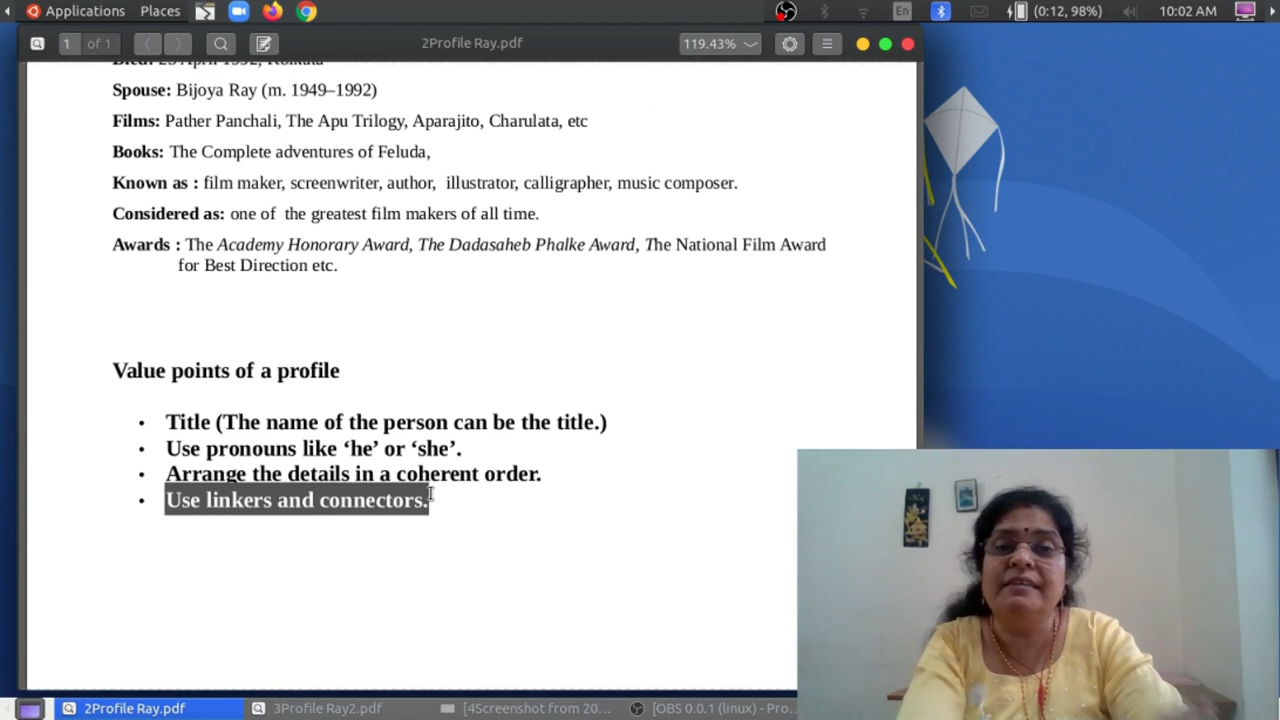 Applications Places En (0:12, 98%) 10:02 AM
1 of 1 2Profile Ray.pdf 119.43%
Died: 23 April 1992, Kolkata
Spouse: Bijoya Ray (m. 1949–1992)
Films: Pather Panchali, The Apu Trilogy, Aparajito, Charulata, etc
Books: The Complete adventures of Feluda,
Known as : film maker, screenwriter, author, illustrator, calligrapher, music composer.
Considered as: one of the greatest film makers of all time.
Awards : The Academy Honorary Award, The Dadasaheb Phalke Award, The National Film Award
for Best Direction etc.
Value points of a profile
• Title (The name of the person can be the title.)
• Use pronouns like ‘he’ or ‘she’.
• Arrange the details in a coherent order.
• Use linkers and connectors.
2Profile Ray.pdf 3Profile Ray2.pdf [4Screenshot from 20... [OBS 0.0.1 (linux) - Pro...